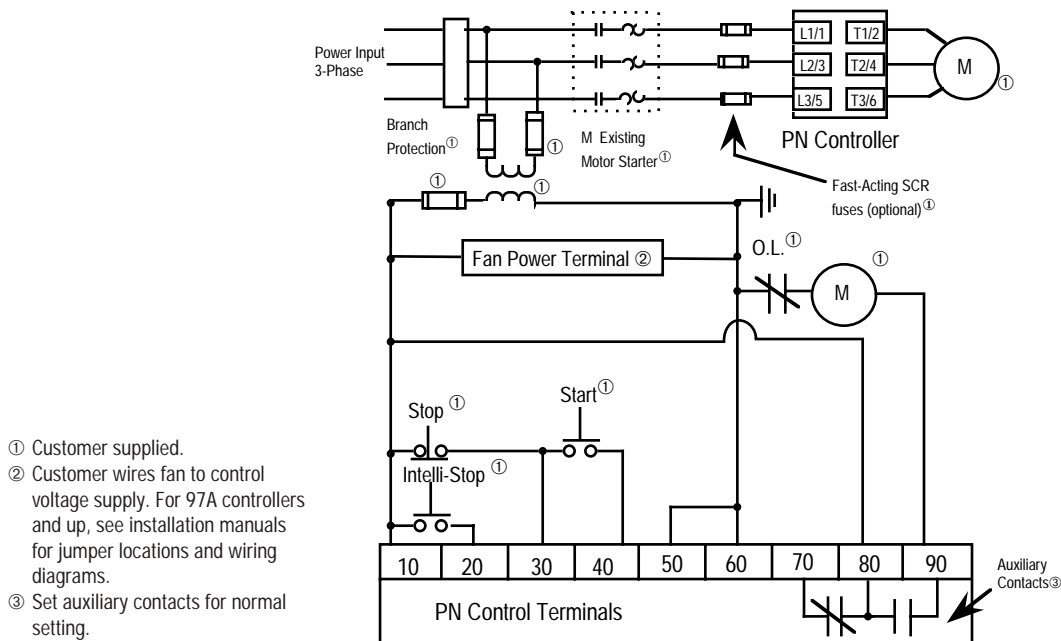 Power Input
3-Phase
L1/1 T1/2
L2/3 T2/4
L3/5 T3/6
M ①
Branch
Protection①
①
M Existing
Motor Starter①
PN Controller
Fast-Acting SCR
fuses (optional)①
① ①
Fan Power Terminal ②
O.L.①
M ①
Stop ①
Start①
Intelli-Stop ①
① Customer supplied.
② Customer wires fan to control
voltage supply. For 97A controllers
and up, see installation manuals
for jumper locations and wiring
diagrams.
③ Set auxiliary contacts for normal
setting.
10 20 30 40 50 60 70 80 90
PN Control Terminals
Auxiliary
Contacts③